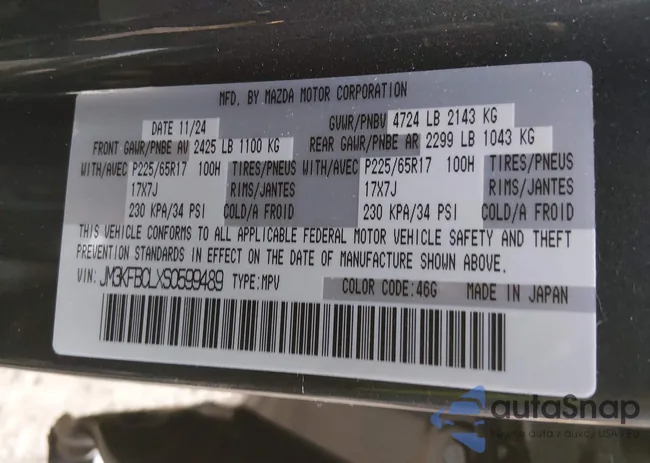 MFD. BY MAZDA MOTOR CORPORATION
DATE 11/24 GVWR/PNBV 4724 LB 2143 KG
FRONT GAWR/PNBE AV 2425 LB 1100 KG REAR GAWR/PNBE AR 2299 LB 1043 KG
WITH/AVEC P225/65R17 100H TIRES/PNEUS WITH/AVEC P225/65R17 100H TIRES/PNEUS
17X7J RIMS/JANTES 17X7J RIMS/JANTES
230 KPA/34 PSI COLD/A FROID 230 KPA/34 PSI COLD/A FROID
THIS VEHICLE CONFORMS TO ALL APPLICABLE FEDERAL MOTOR VEHICLE SAFETY AND THEFT
PREVENTION STANDARDS IN EFFECT ON THE DATE OF MANUFACTURE SHOWN ABOVE.
VIN: JM3KFBCLXS0599489 TYPE:MPV COLOR CODE:46G MADE IN JAPAN
autoSnap
auta z aukcji USA